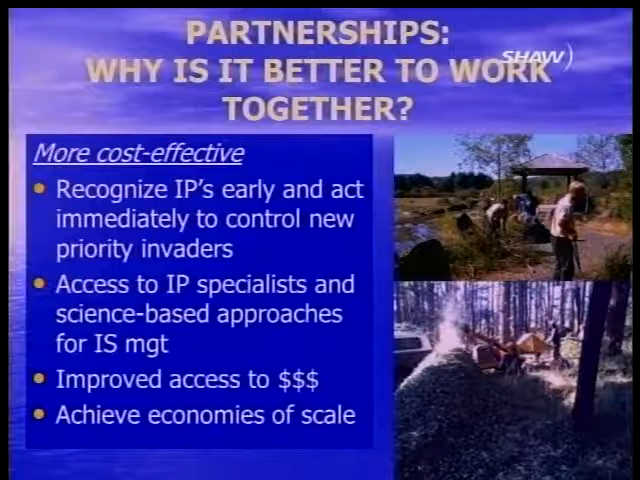 PARTNERSHIPS:
WHY IS IT BETTER TO WORK
TOGETHER?
SHAW)
More cost-effective
Recognize IP's early and act
immediately to control new
priority invaders
Access to IP specialists and
science-based approaches
for IS mgt
Improved access to $$$
Achieve economies of scale